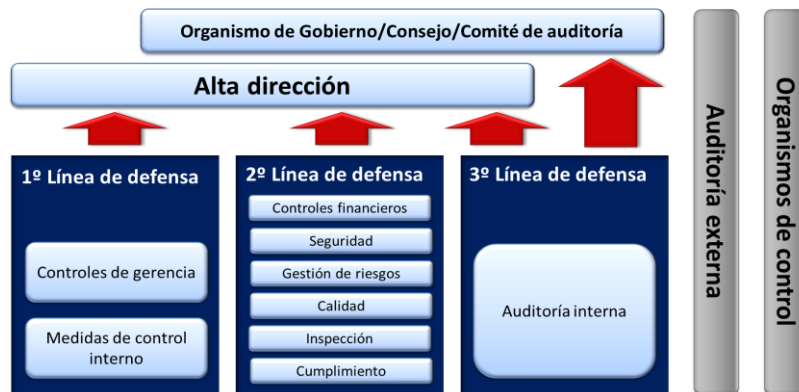 Organismo de Gobierno/Consejo/Comité de auditoría
Alta dirección
1º Línea de defensa
Controles de gerencia
Medidas de control
interno
2º Línea de defensa
Controles financieros
Seguridad
Gestión de riesgos
Calidad
Inspección
Cumplimiento
3º Línea de defensa
Auditoría interna
Auditoría externa
Organismos de control